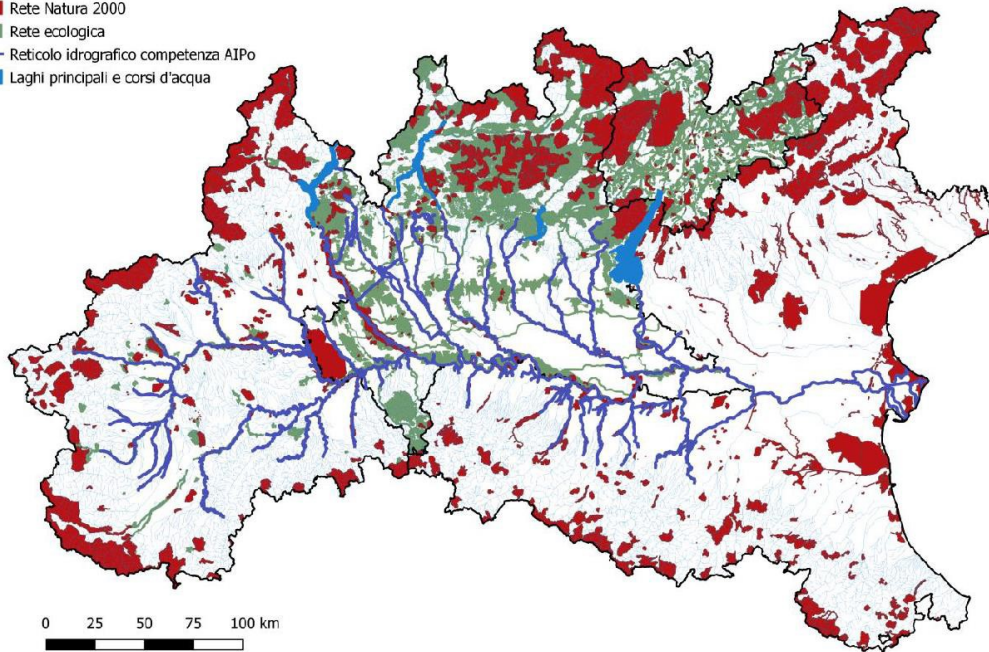 Rete Natura 2000
Rete ecologica
Reticolo idrografico competenza AIPo
Laghi principali e corsi d'acqua
0 25 50 75 100 km